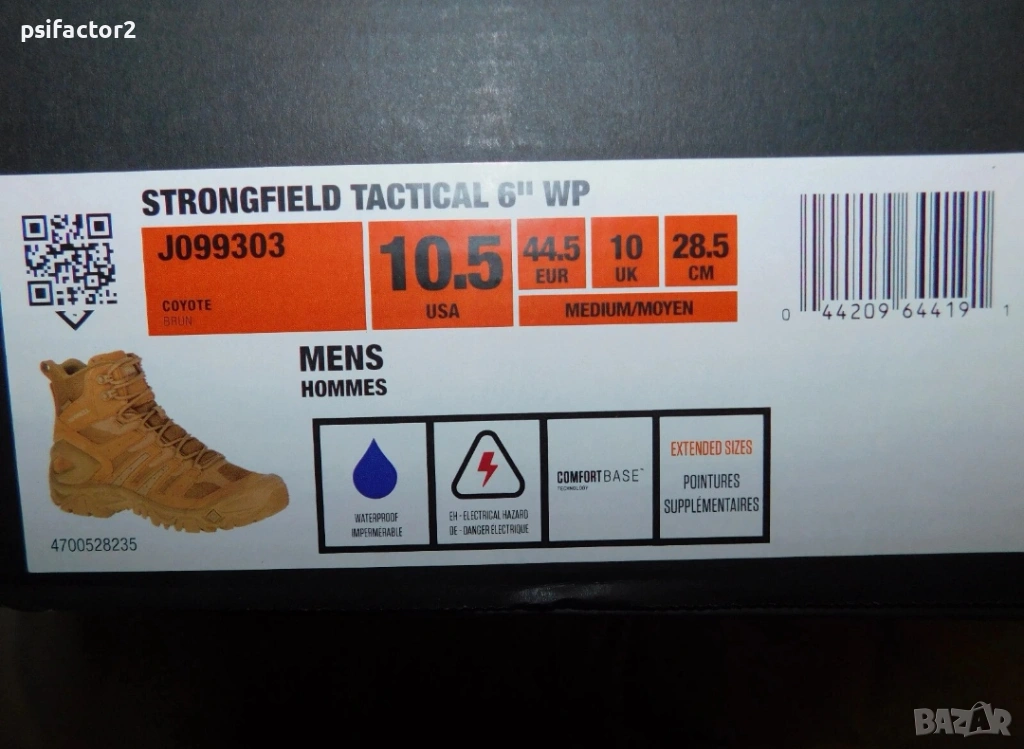 psifactor2
STRONGFIELD TACTICAL 6" WP
J099303
COYOTE
BRUN
10.5
USA
44.5
EUR
10
UK
28.5
CM
MEDIUM/MOYEN
0 44209 64419 1
MENS
HOMMES
WATERPROOF
IMPERMÉABLE
EH - ELECTRICAL HAZARD
DE - DANGER ÉLECTRIQUE
COMFORTBASE™
TECHNOLOGY
EXTENDED SIZES
POINTURES
SUPPLÉMENTAIRES
4700528235
BAZAR